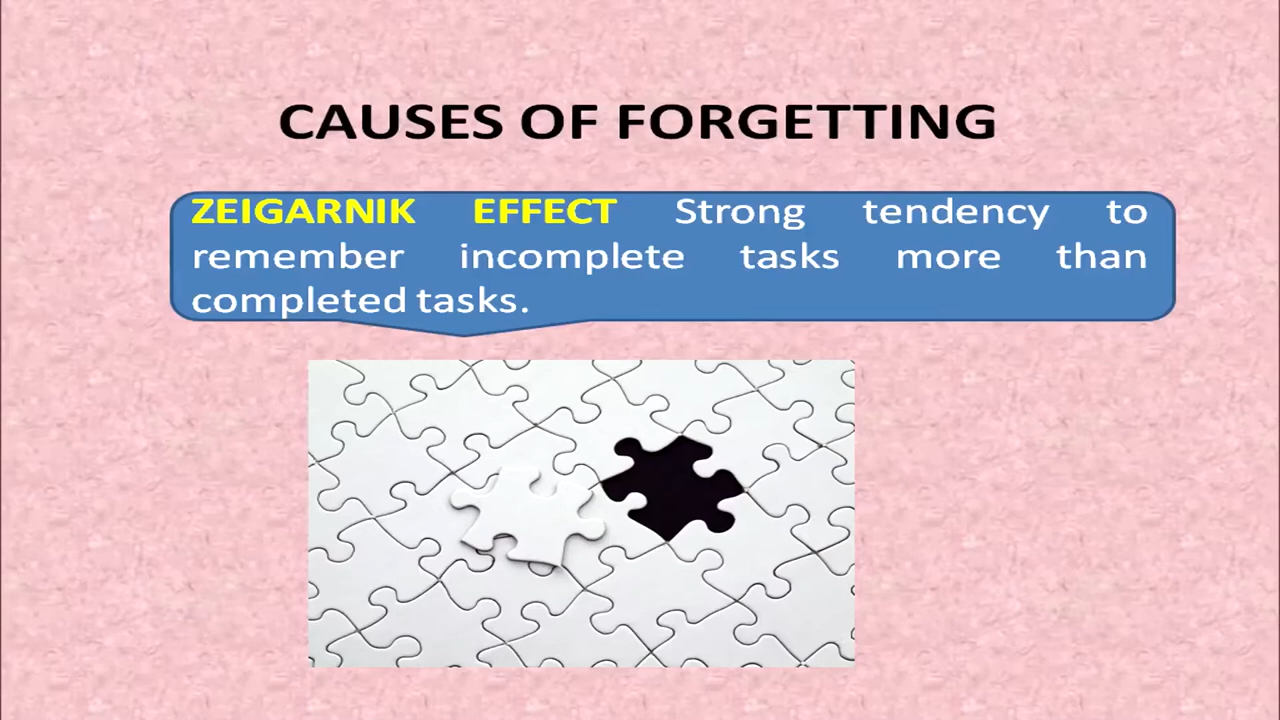 CAUSES OF FORGETTING
ZEIGARNIK EFFECT Strong tendency to
remember incomplete tasks more than
completed tasks.